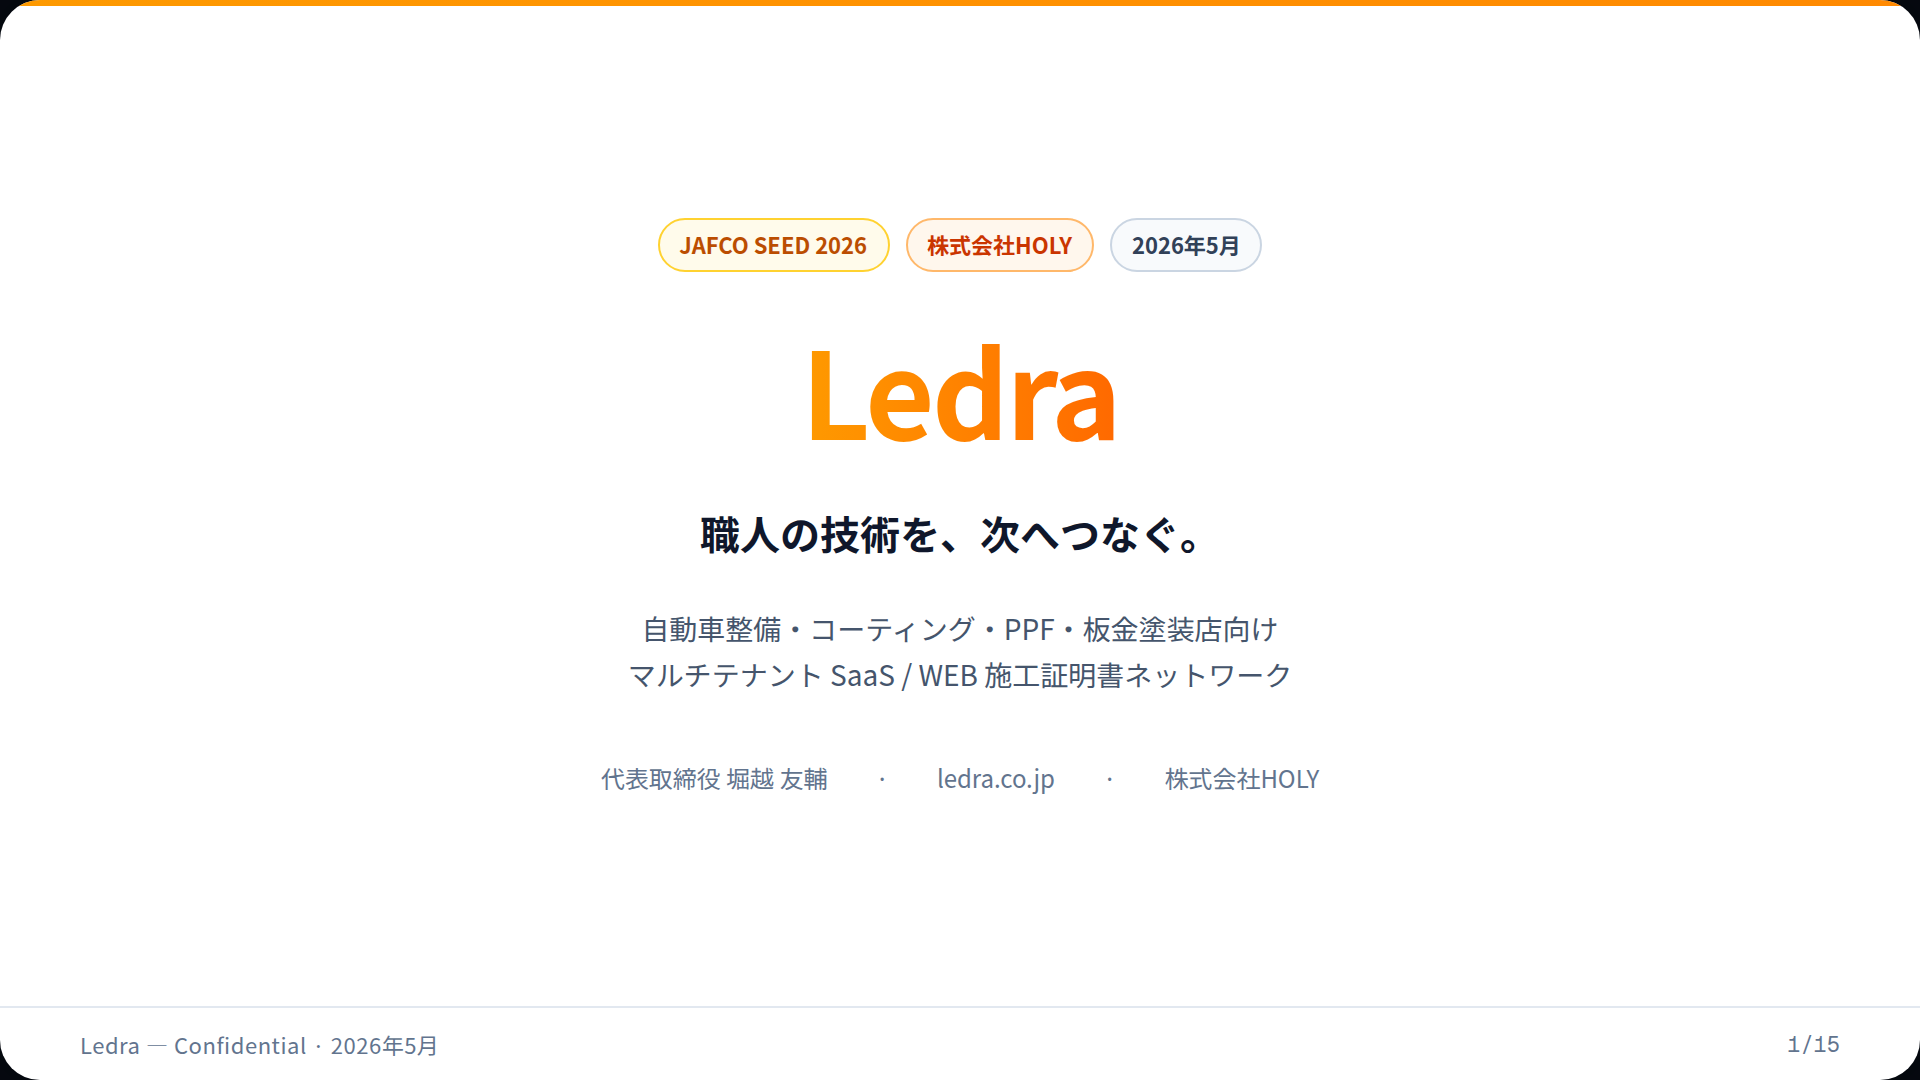 JAFCO SEED 2026 株式会社HOLY 2026年5月
Ledra
職人の技術を、次へつなぐ。
自動車整備・コーティング・PPF・板金塗装店向け
マルチテナント SaaS / WEB 施工証明書ネットワーク
代表取締役 堀越 友輔 · ledra.co.jp · 株式会社HOLY
Ledra — Confidential · 2026年5月 1/15